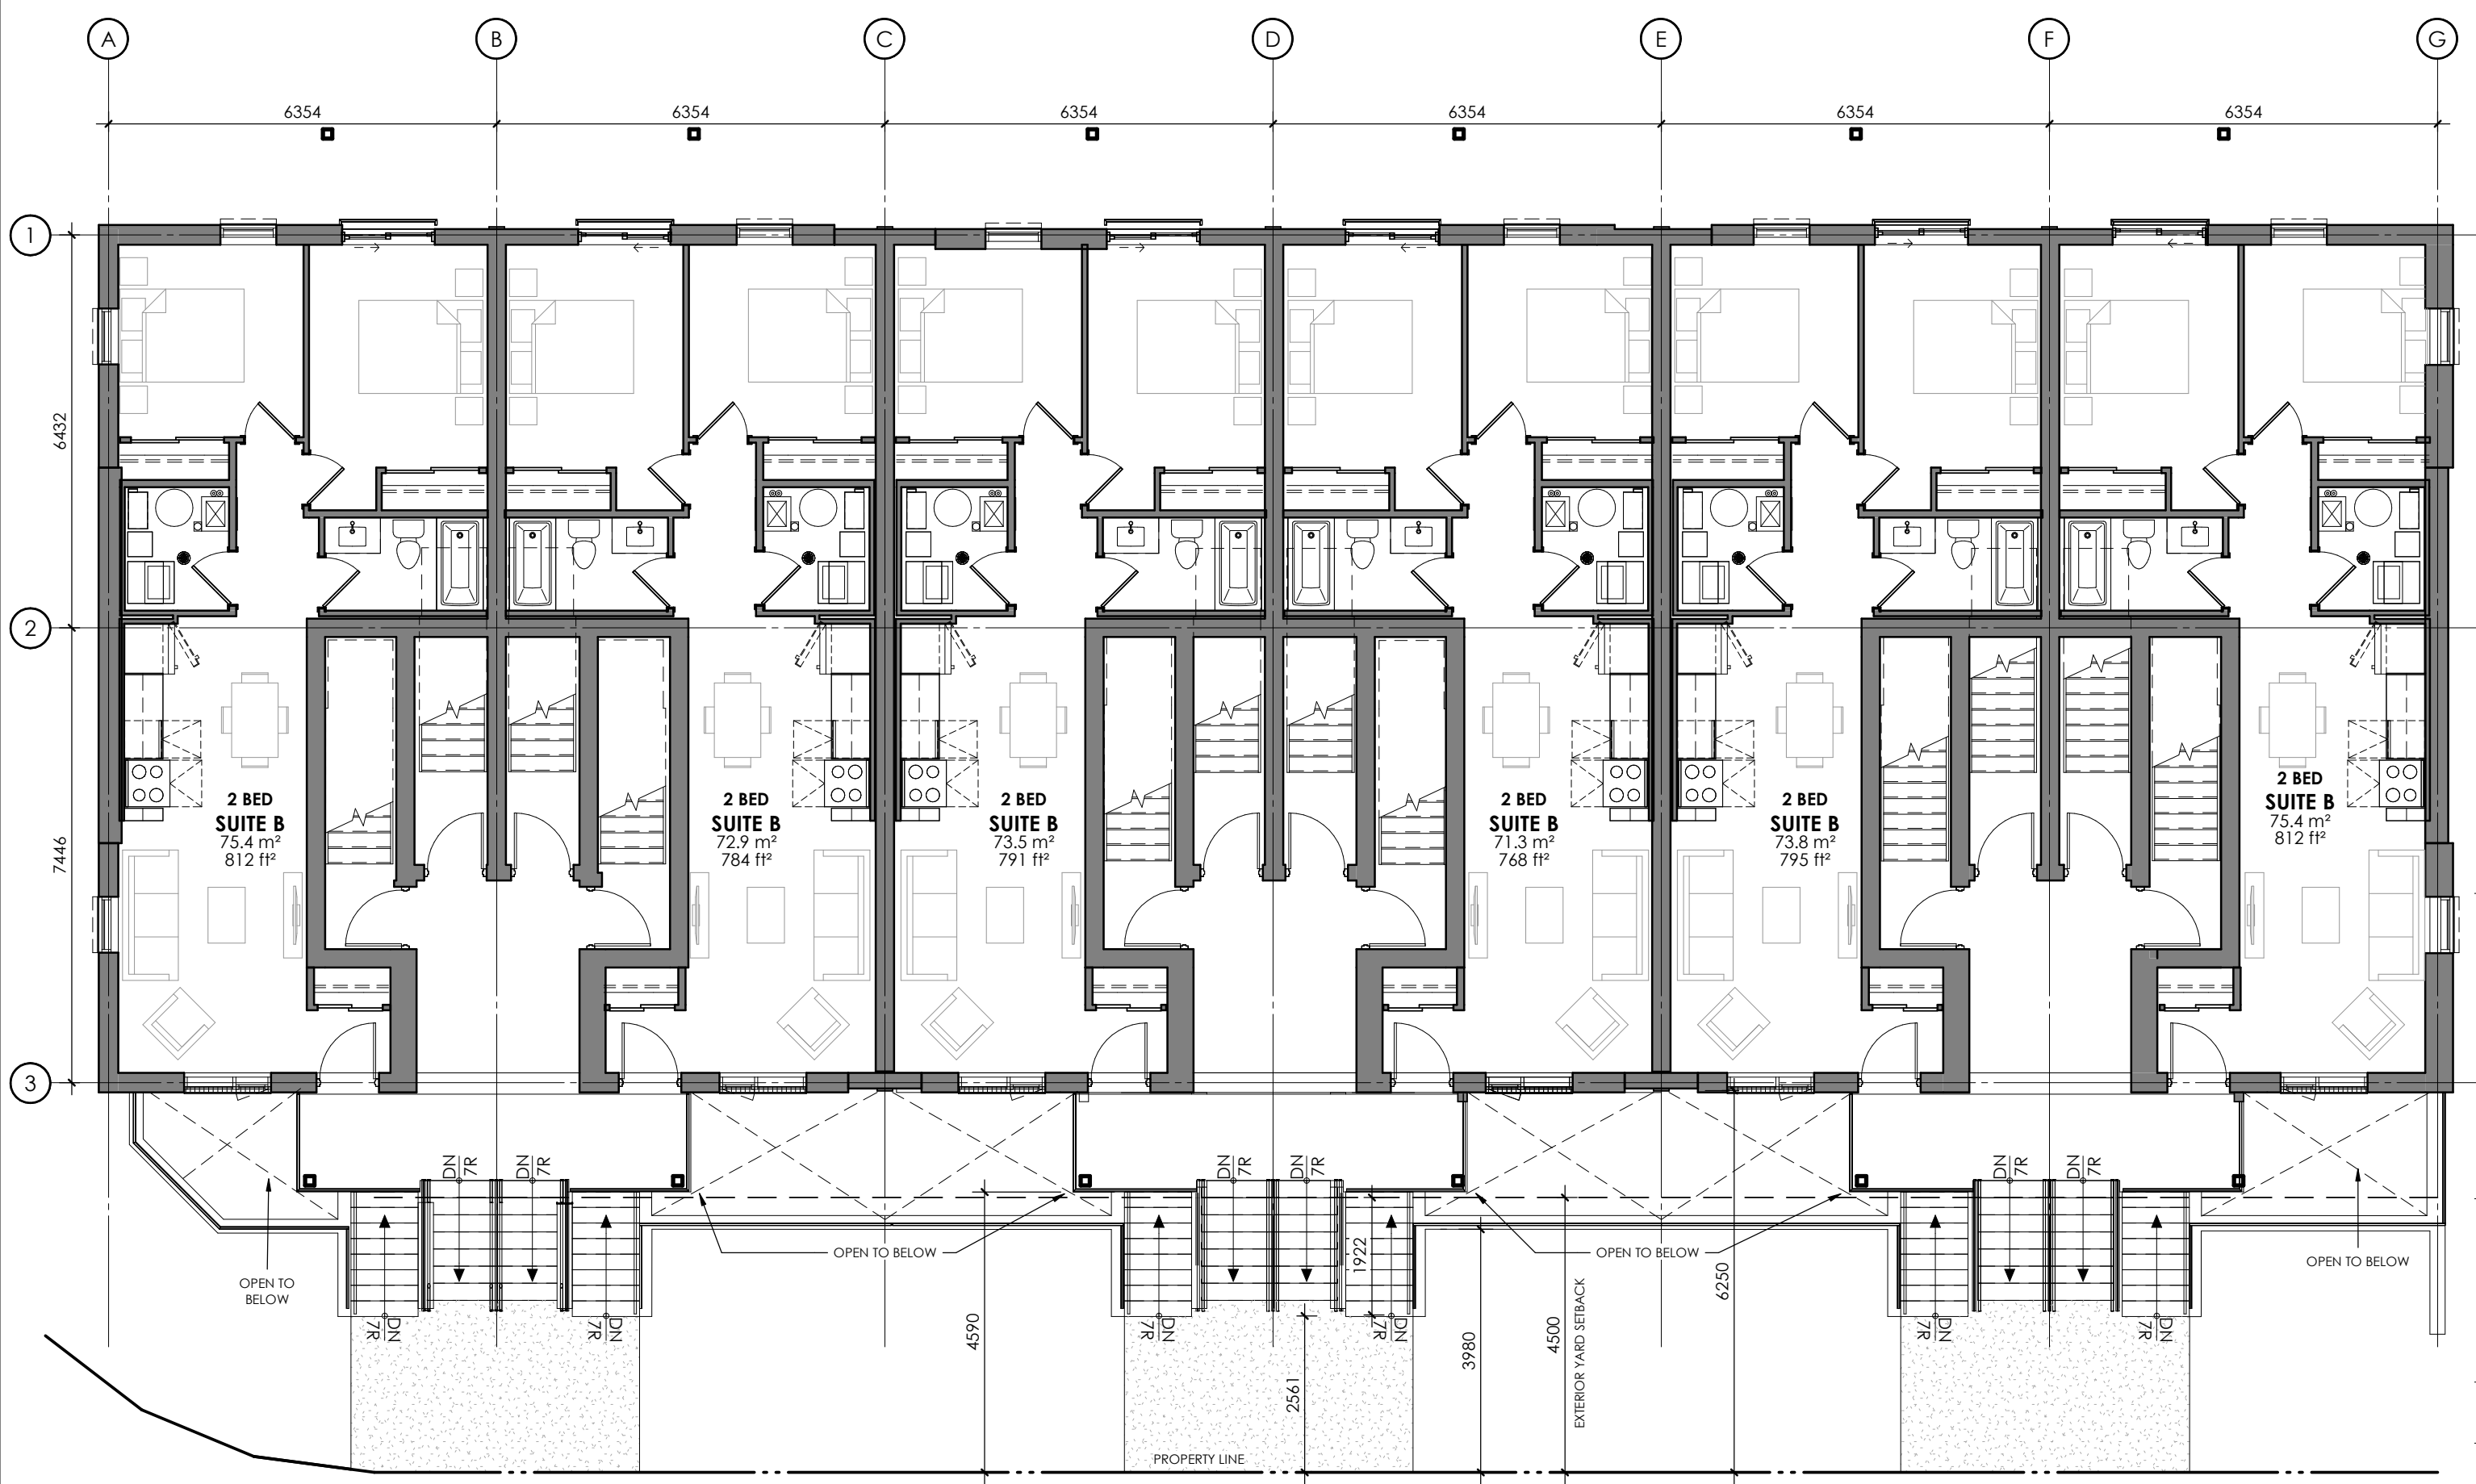 A
B
C
D
E
F
G
6354
6354
6354
6354
6354
6354
1
6432
2
7446
3
2 BED
SUITE B
75.4 m²
812 ft²
2 BED
SUITE B
72.9 m²
784 ft²
2 BED
SUITE B
73.5 m²
791 ft²
2 BED
SUITE B
71.3 m²
768 ft²
2 BED
SUITE B
73.8 m²
795 ft²
2 BED
SUITE B
75.4 m²
812 ft²
DN
7R
DN
7R
DN
7R
DN
7R
DN
7R
DN
7R
OPEN TO
BELOW
OPEN TO BELOW
OPEN TO BELOW
OPEN TO BELOW
DN
7R
DN
7R
DN
7R
DN
7R
DN
7R
DN
7R
4590
2561
1922
3980
4500
EXTERIOR YARD SETBACK
6250
PROPERTY LINE